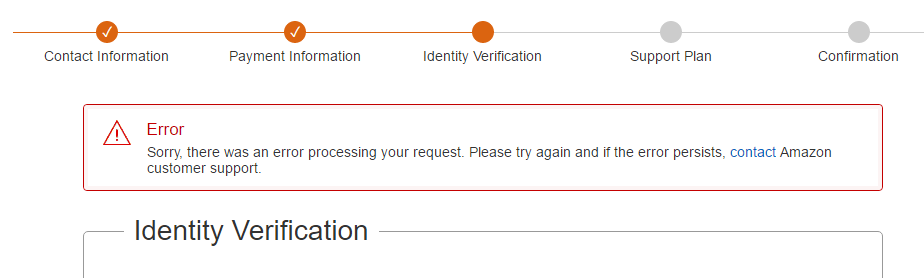 Contact Information Payment Information Identity Verification Support Plan Confirmation
Error
Sorry, there was an error processing your request. Please try again and if the error persists, contact Amazon
customer support.
Identity Verification